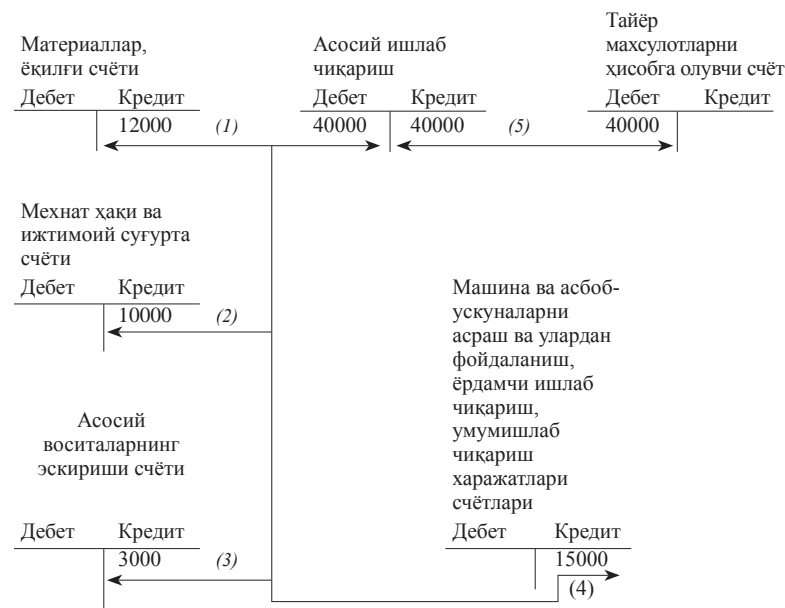 Материаллар,
ёқилғи счёти
Дебет Кредит
12000 (1)
Асосий ишлаб
чиқариш
Дебет Кредит
40000 40000 (5)
Тайёр
махсулотларни
ҳисобга олувчи счёт
Дебет Кредит
40000
Мехнат ҳақи ва
ижтимоий суғурта
счёти
Дебет Кредит
10000 (2)
Асосий
воситаларнинг
эскириши счёти
Дебет Кредит
3000 (3)
Машина ва асбоб-
ускуналарни
асраш ва улардан
фойдаланиш,
ёрдамчи ишлаб
чиқариш,
умумишлаб
чиқариш
харажатлари
счётлари
Дебет Кредит
15000
(4)